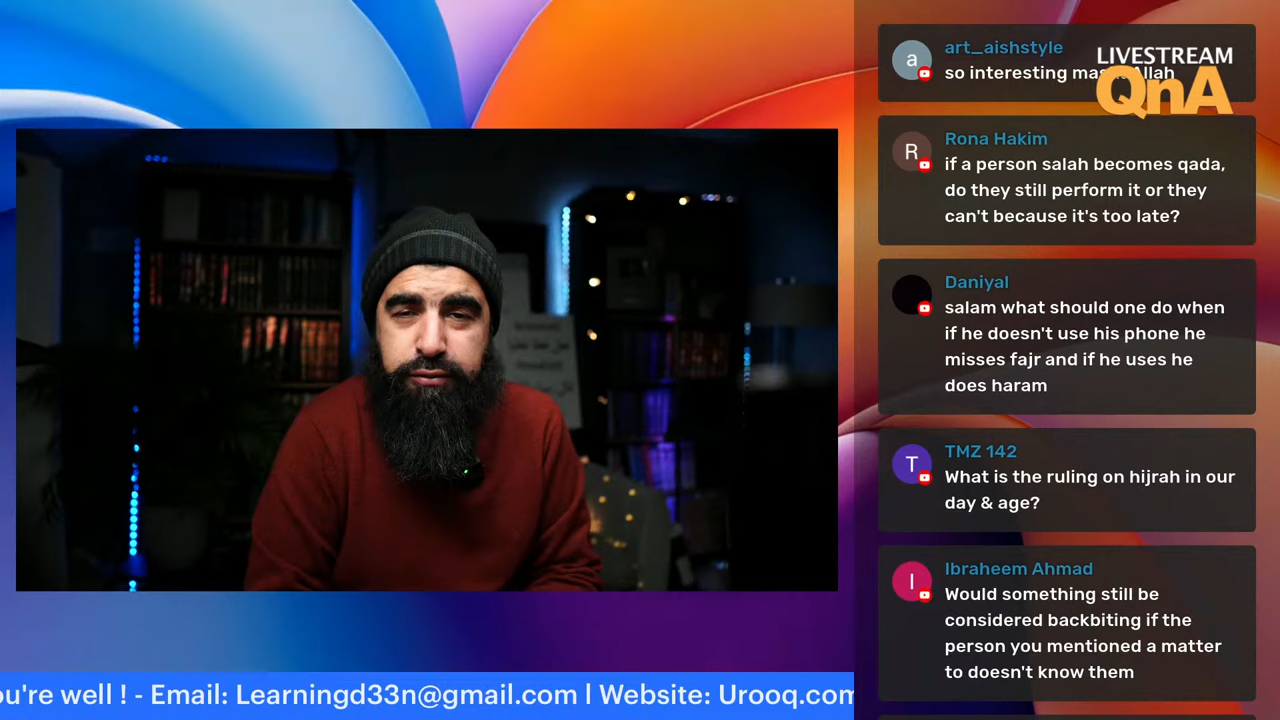 art_aishstyle
so interesting
LIVESTREAM
QnA
Rona Hakim
if a person salah becomes qada,
do they still perform it or they
can't because it's too late?
Daniyal
salam what should one do when
if he doesn't use his phone he
misses fajr and if he uses he
does haram
TMZ 142
What is the ruling on hijrah in our
day & age?
Ibraheem Ahmad
Would something still be
considered backbiting if the
person you mentioned a matter
to doesn't know them
a
R
T
I
ou're well ! - Email: Learningd33n@gmail.com | Website: Urooq.com